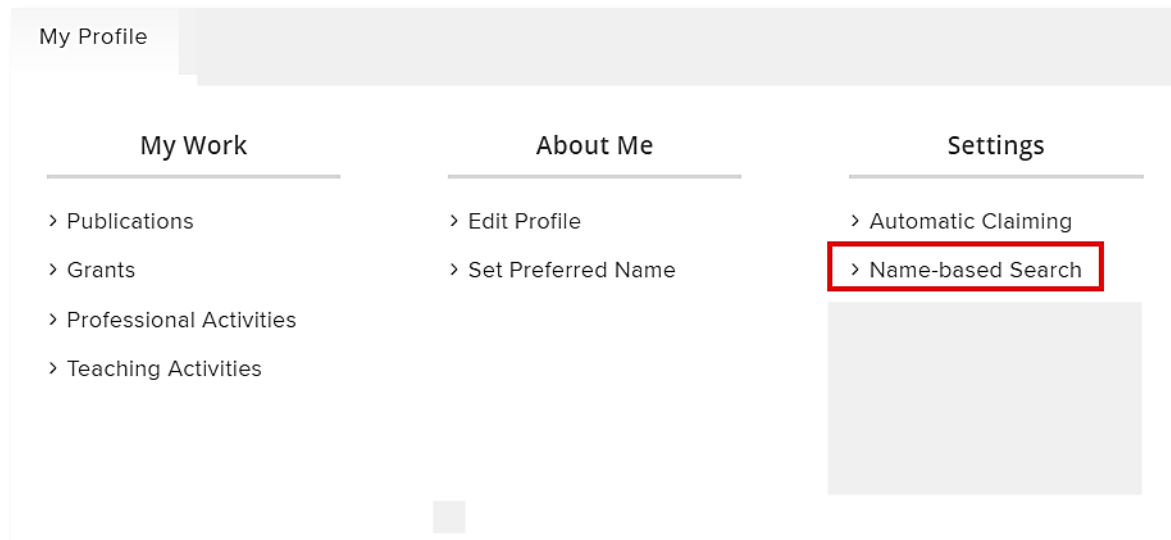 My Profile
My Work
> Publications
> Grants
> Professional Activities
> Teaching Activities
About Me
> Edit Profile
> Set Preferred Name
Settings
> Automatic Claiming
> Name-based Search